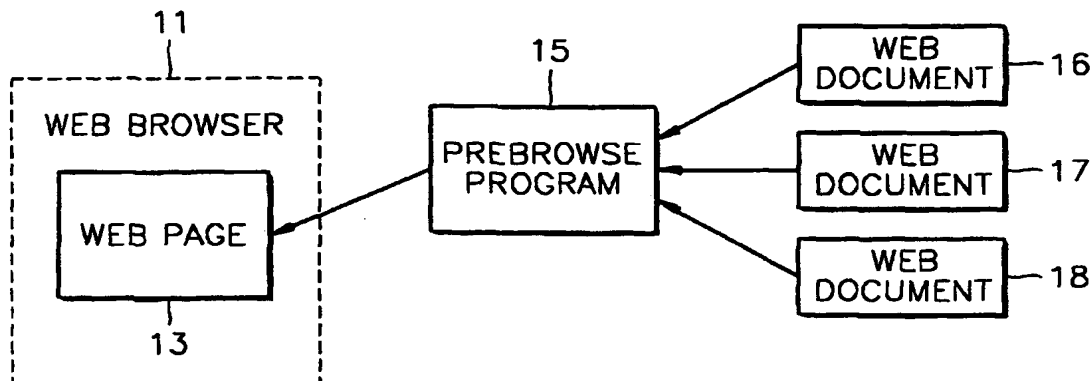 11
WEB BROWSER
WEB PAGE
13
15
PREBROWSE
PROGRAM
WEB
DOCUMENT
16
WEB
DOCUMENT
17
WEB
DOCUMENT
18